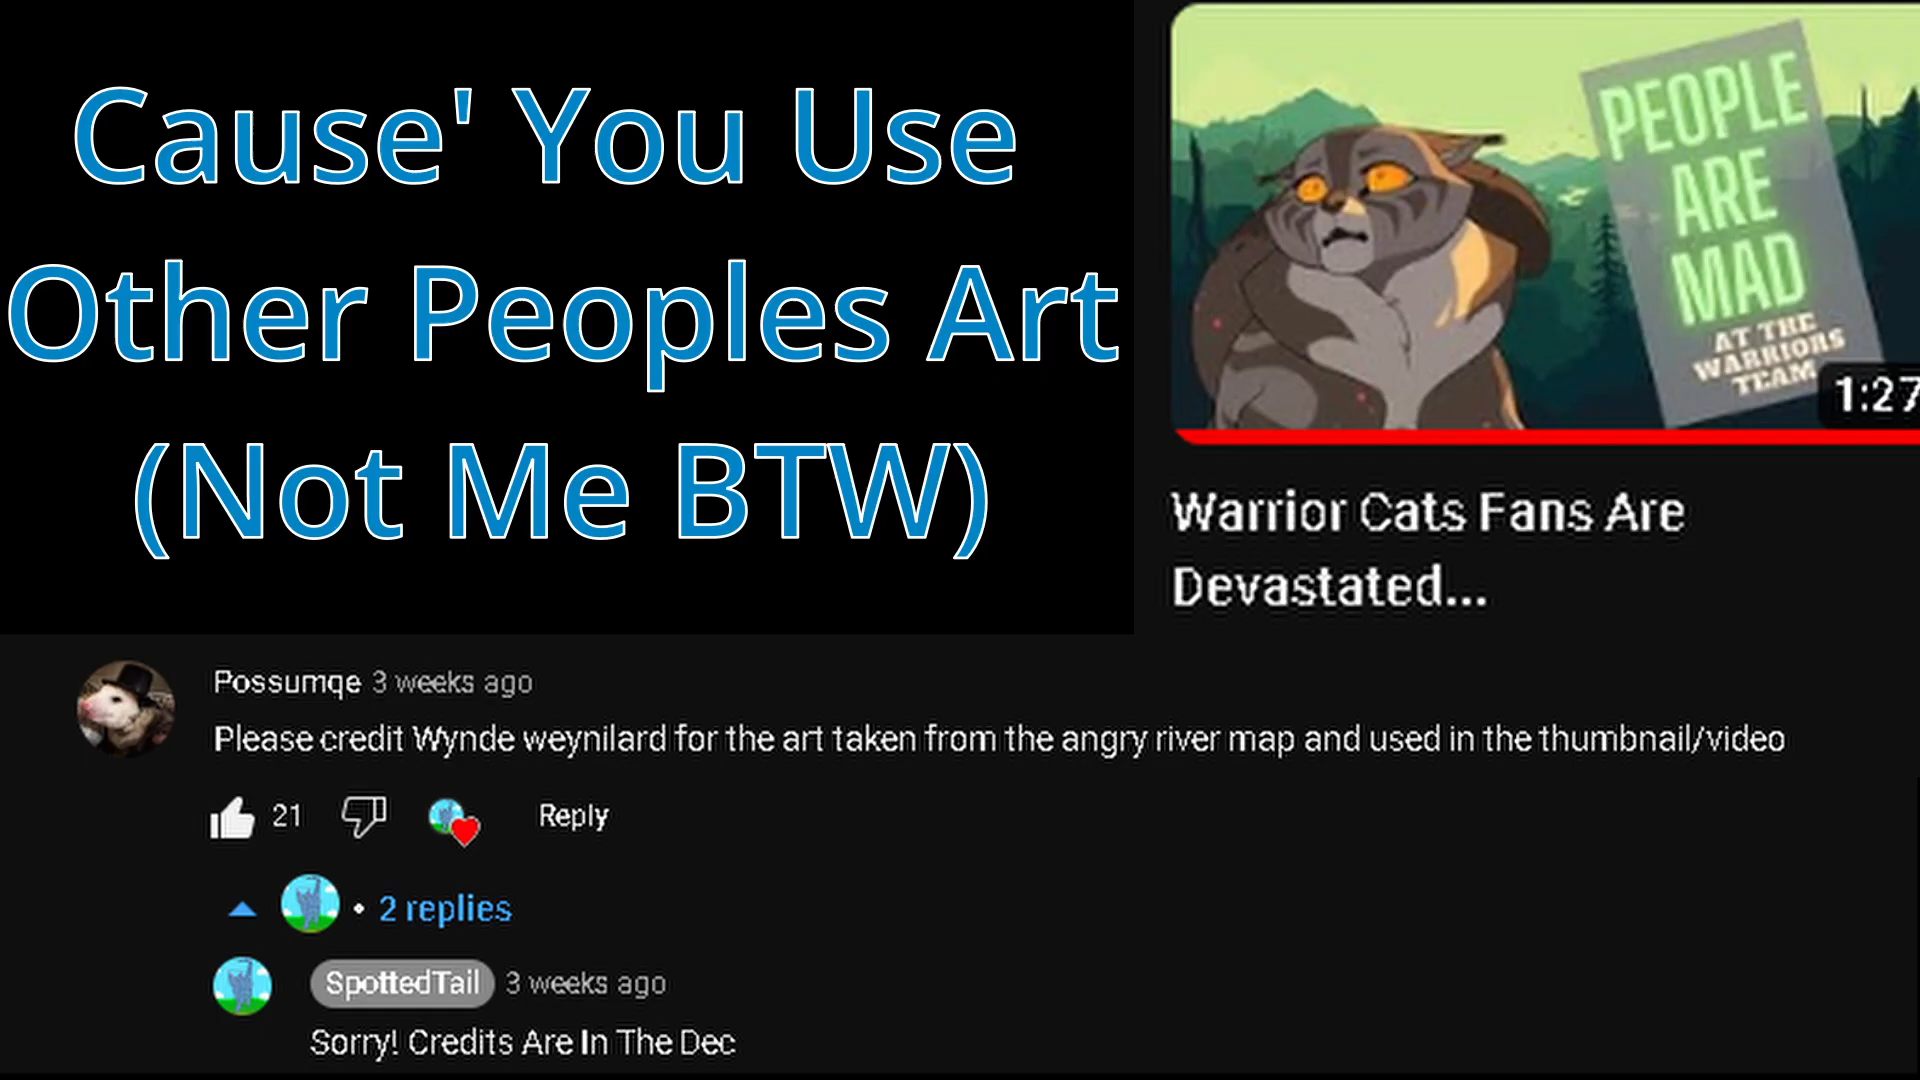 Cause' You Use
Other Peoples Art
(Not Me BTW)
PEOPLE
ARE
MAD
AT THE
WARRIORS
TEAM
1:27
Warrior Cats Fans Are
Devastated...
Possumqe 3 weeks ago
Please credit Wynde weynilard for the art taken from the angry river map and used in the thumbnail/video
21 Reply
• 2 replies
SpottedTail 3 weeks ago
Sorry! Credits Are In The Dec